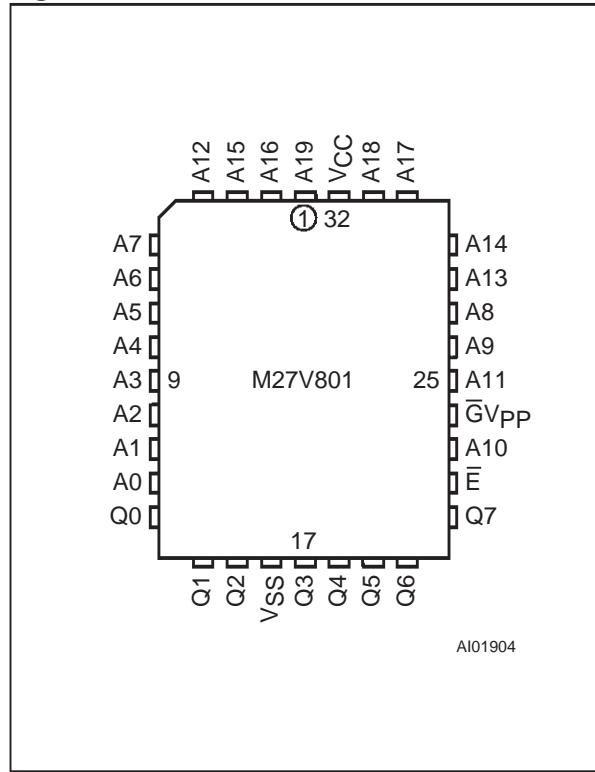 A12 A15 A16 A19 VCC A18 A17
1 32
A7 A14
A6 A13
A5 A8
A4 A9
A3 9 M27V801 25 A11
A2 G̅VPP
A1 A10
A0 E̅
Q0 Q7
17
Q1 Q2 VSS Q3 Q4 Q5 Q6
AI01904